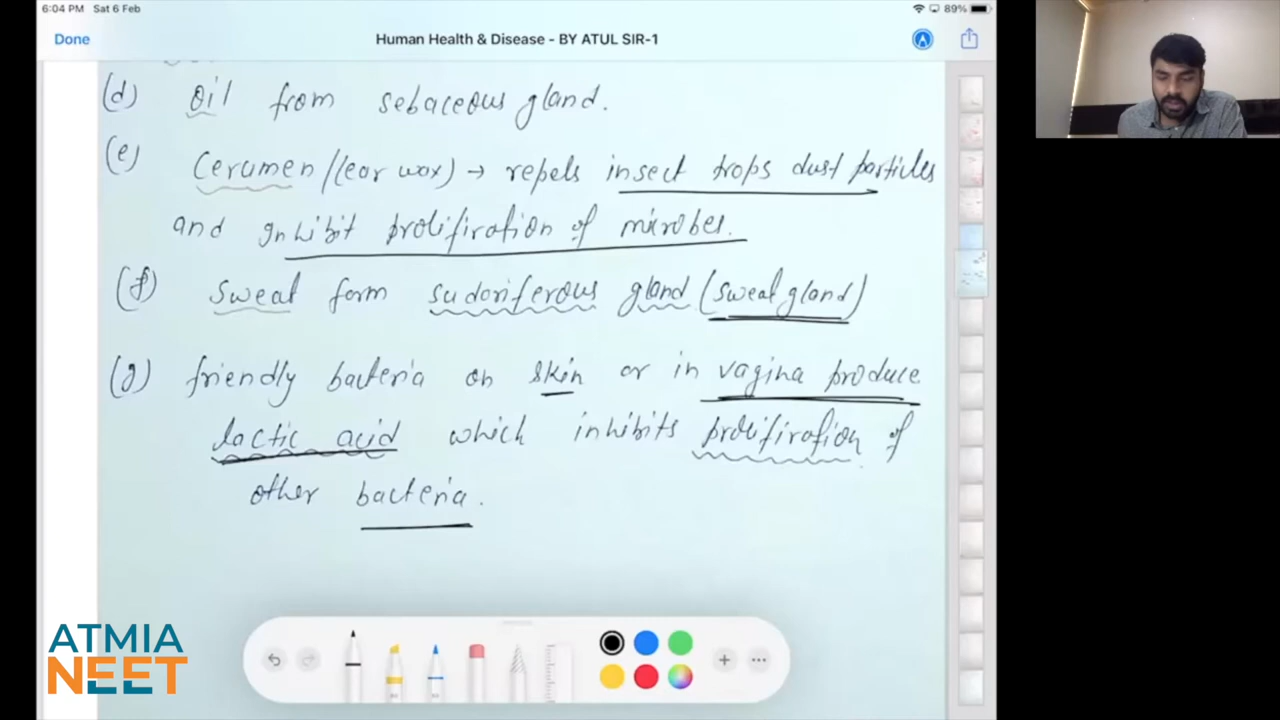 6:04 PM Sat 6 Feb
89%
Done
Human Health & Disease - BY ATUL SIR-1
(d) oil from sebaceous gland.
(e) Cerumen/(ear wax) → repels insect traps dust particles
and Inhibit prolifiration of microbes.
(f) Sweat form sudoriferous gland (sweat gland)
(g) friendly bacteria on skin or in vagina produce
lactic acid which inhibits prolifiration of
other bacteria.
ATMIA
NEET